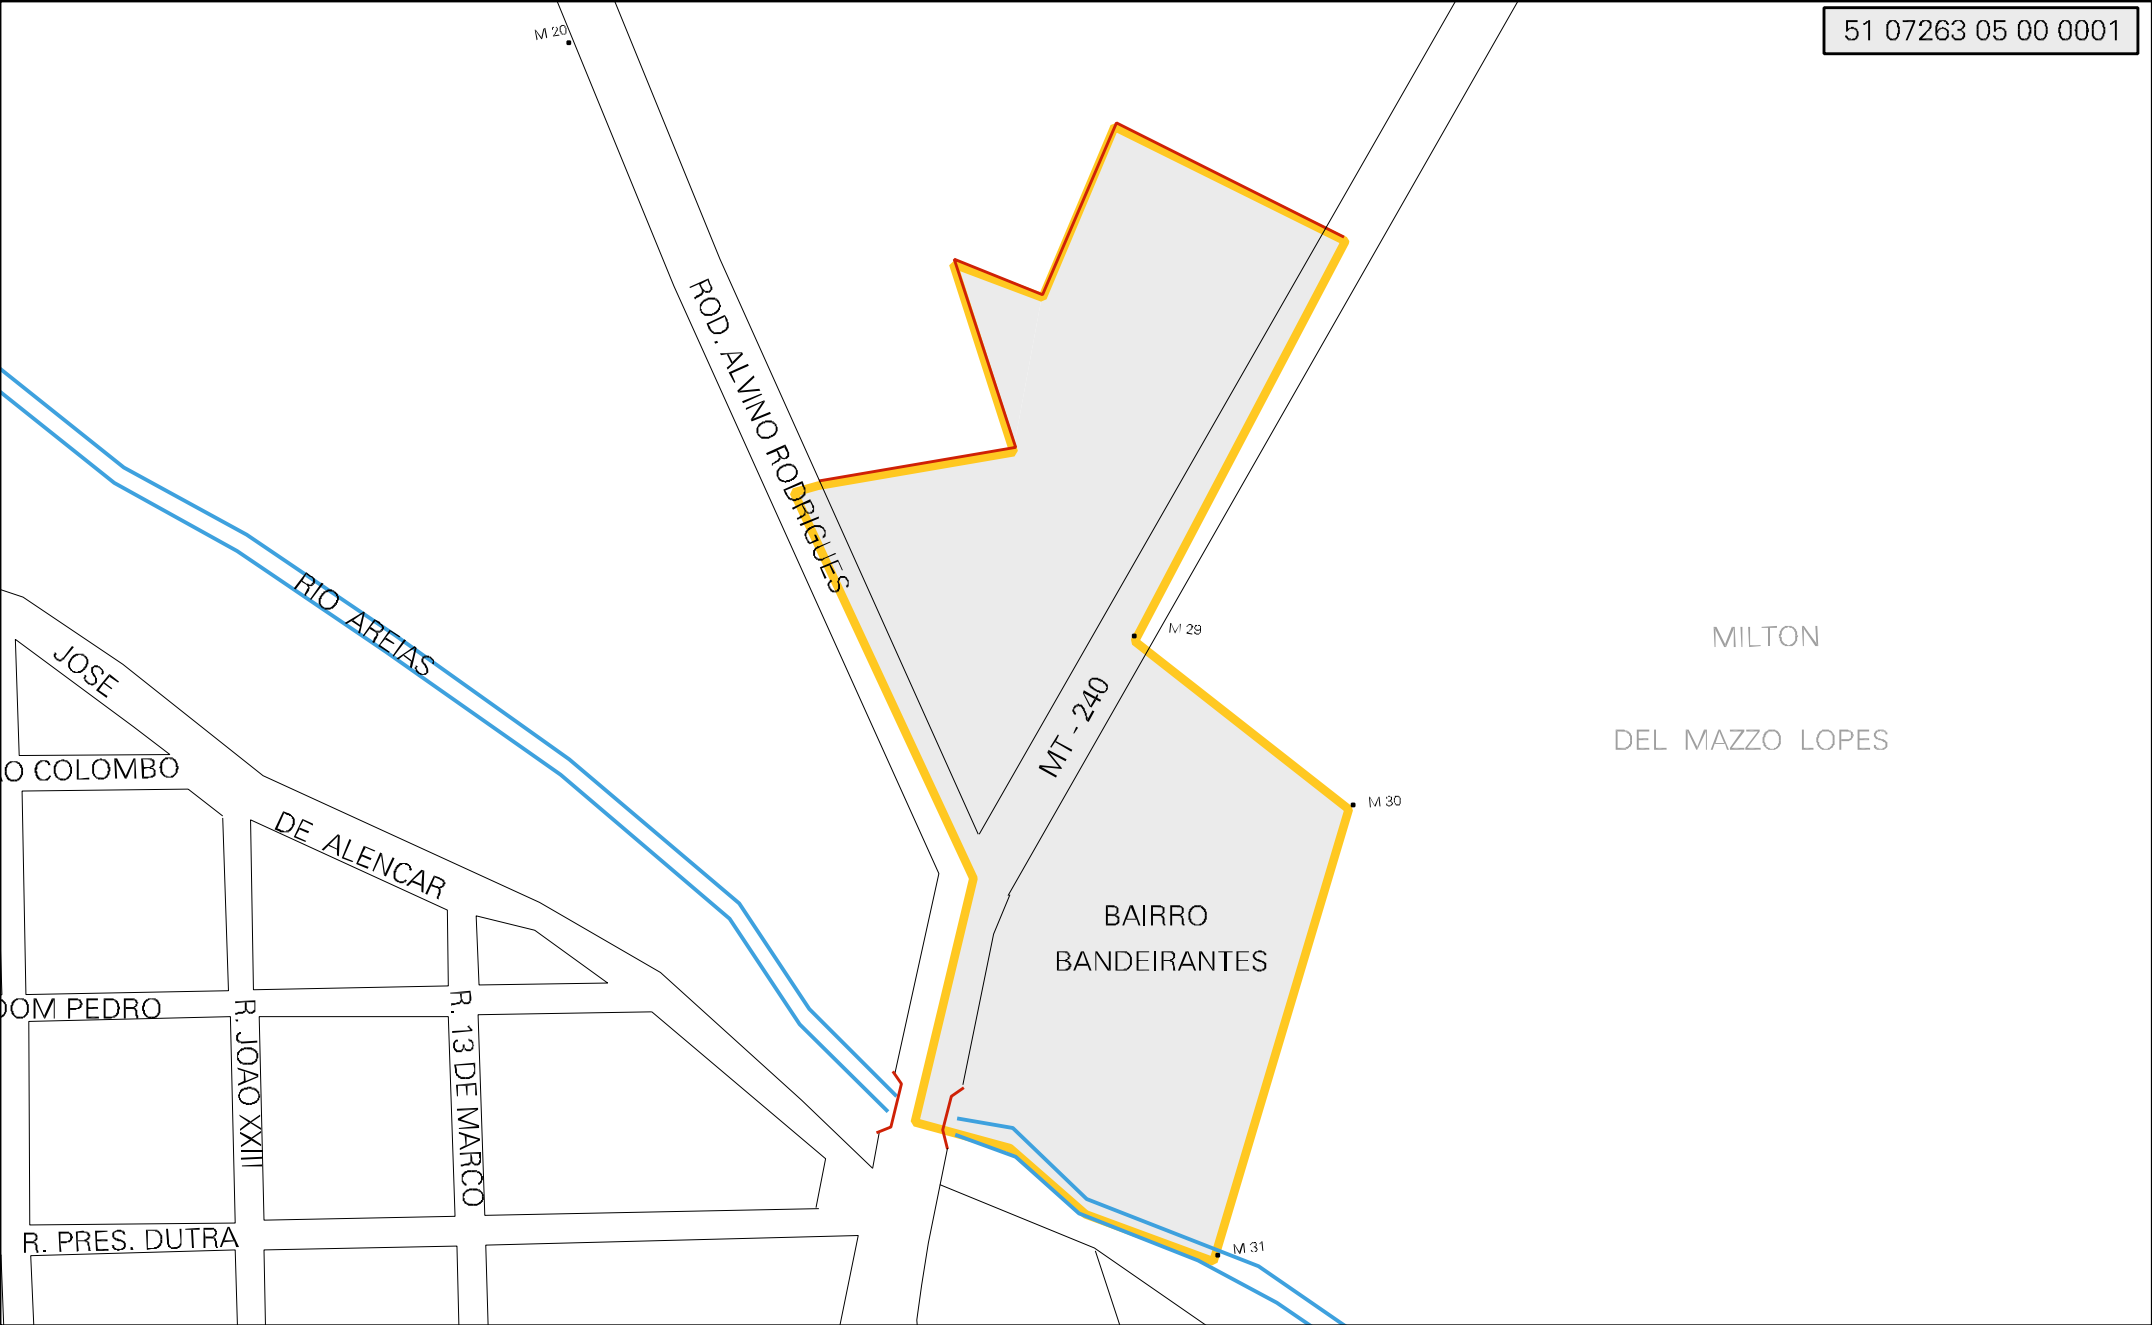 M 20
51 07263 05 00 0001
ROD. ALVINO RODRIGUES
RIO AREIAS
M 29
MILTON
JOSE
MT - 240
DEL MAZZO LOPES
O COLOMBO
M 30
DE ALENCAR
BAIRRO
BANDEIRANTES
DOM PEDRO
R. JOAO XXIII
R. 13 DE MARCO
R. PRES. DUTRA
M 31